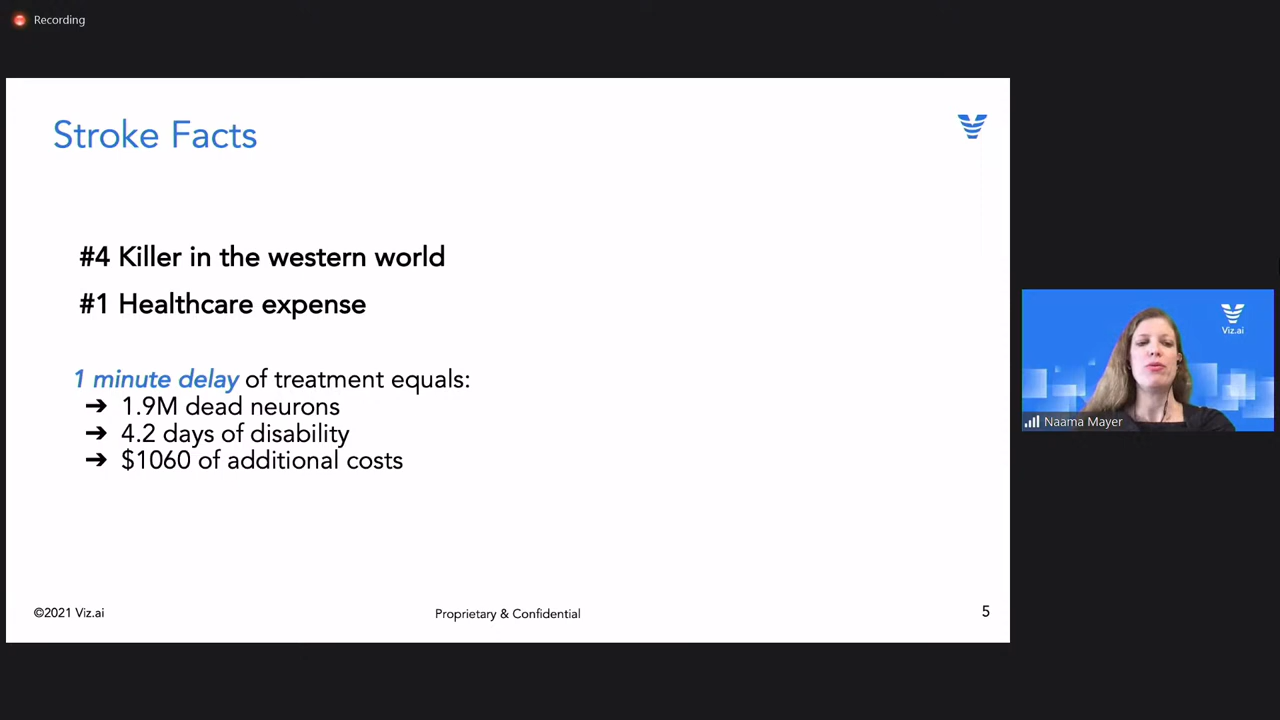 Recording
Stroke Facts
#4 Killer in the western world
#1 Healthcare expense
1 minute delay of treatment equals:
➔ 1.9M dead neurons
➔ 4.2 days of disability
➔ $1060 of additional costs
©2021 Viz.ai
Proprietary & Confidential
5
Viz.ai
Naama Mayer